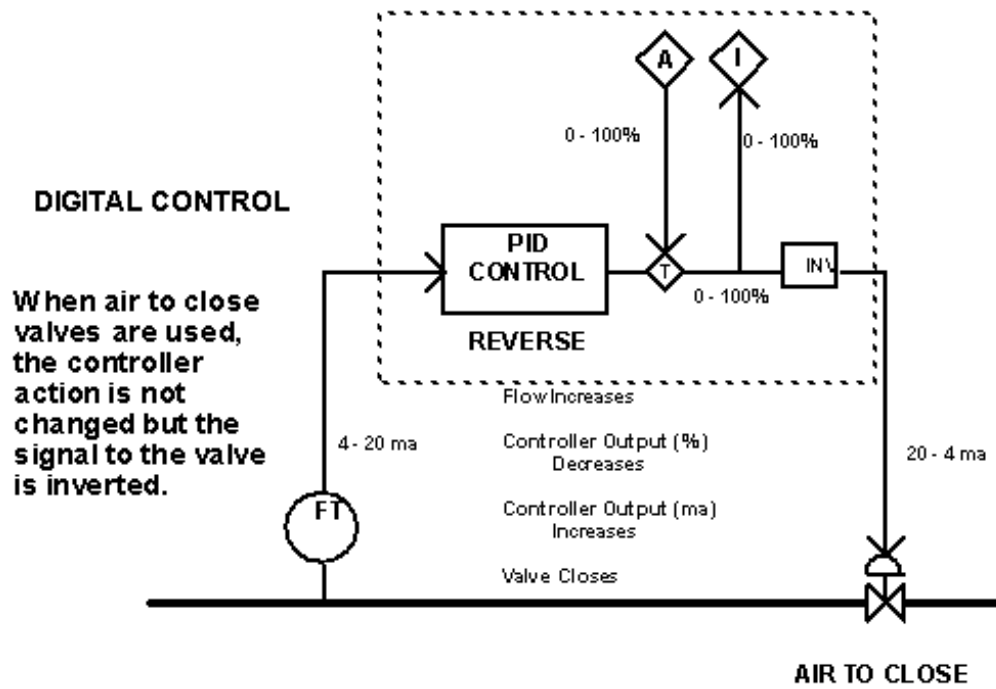 A
I
0 - 100%
0 - 100%
DIGITAL CONTROL
PID
CONTROL
T
INV
0 - 100%
REVERSE
When air to close
valves are used,
the controller
action is not
changed but the
signal to the valve
is inverted.
Flow Increases
4 - 20 ma
Controller Output (%)
Decreases
20 - 4 ma
FT
Controller Output (ma)
Increases
Valve Closes
AIR TO CLOSE